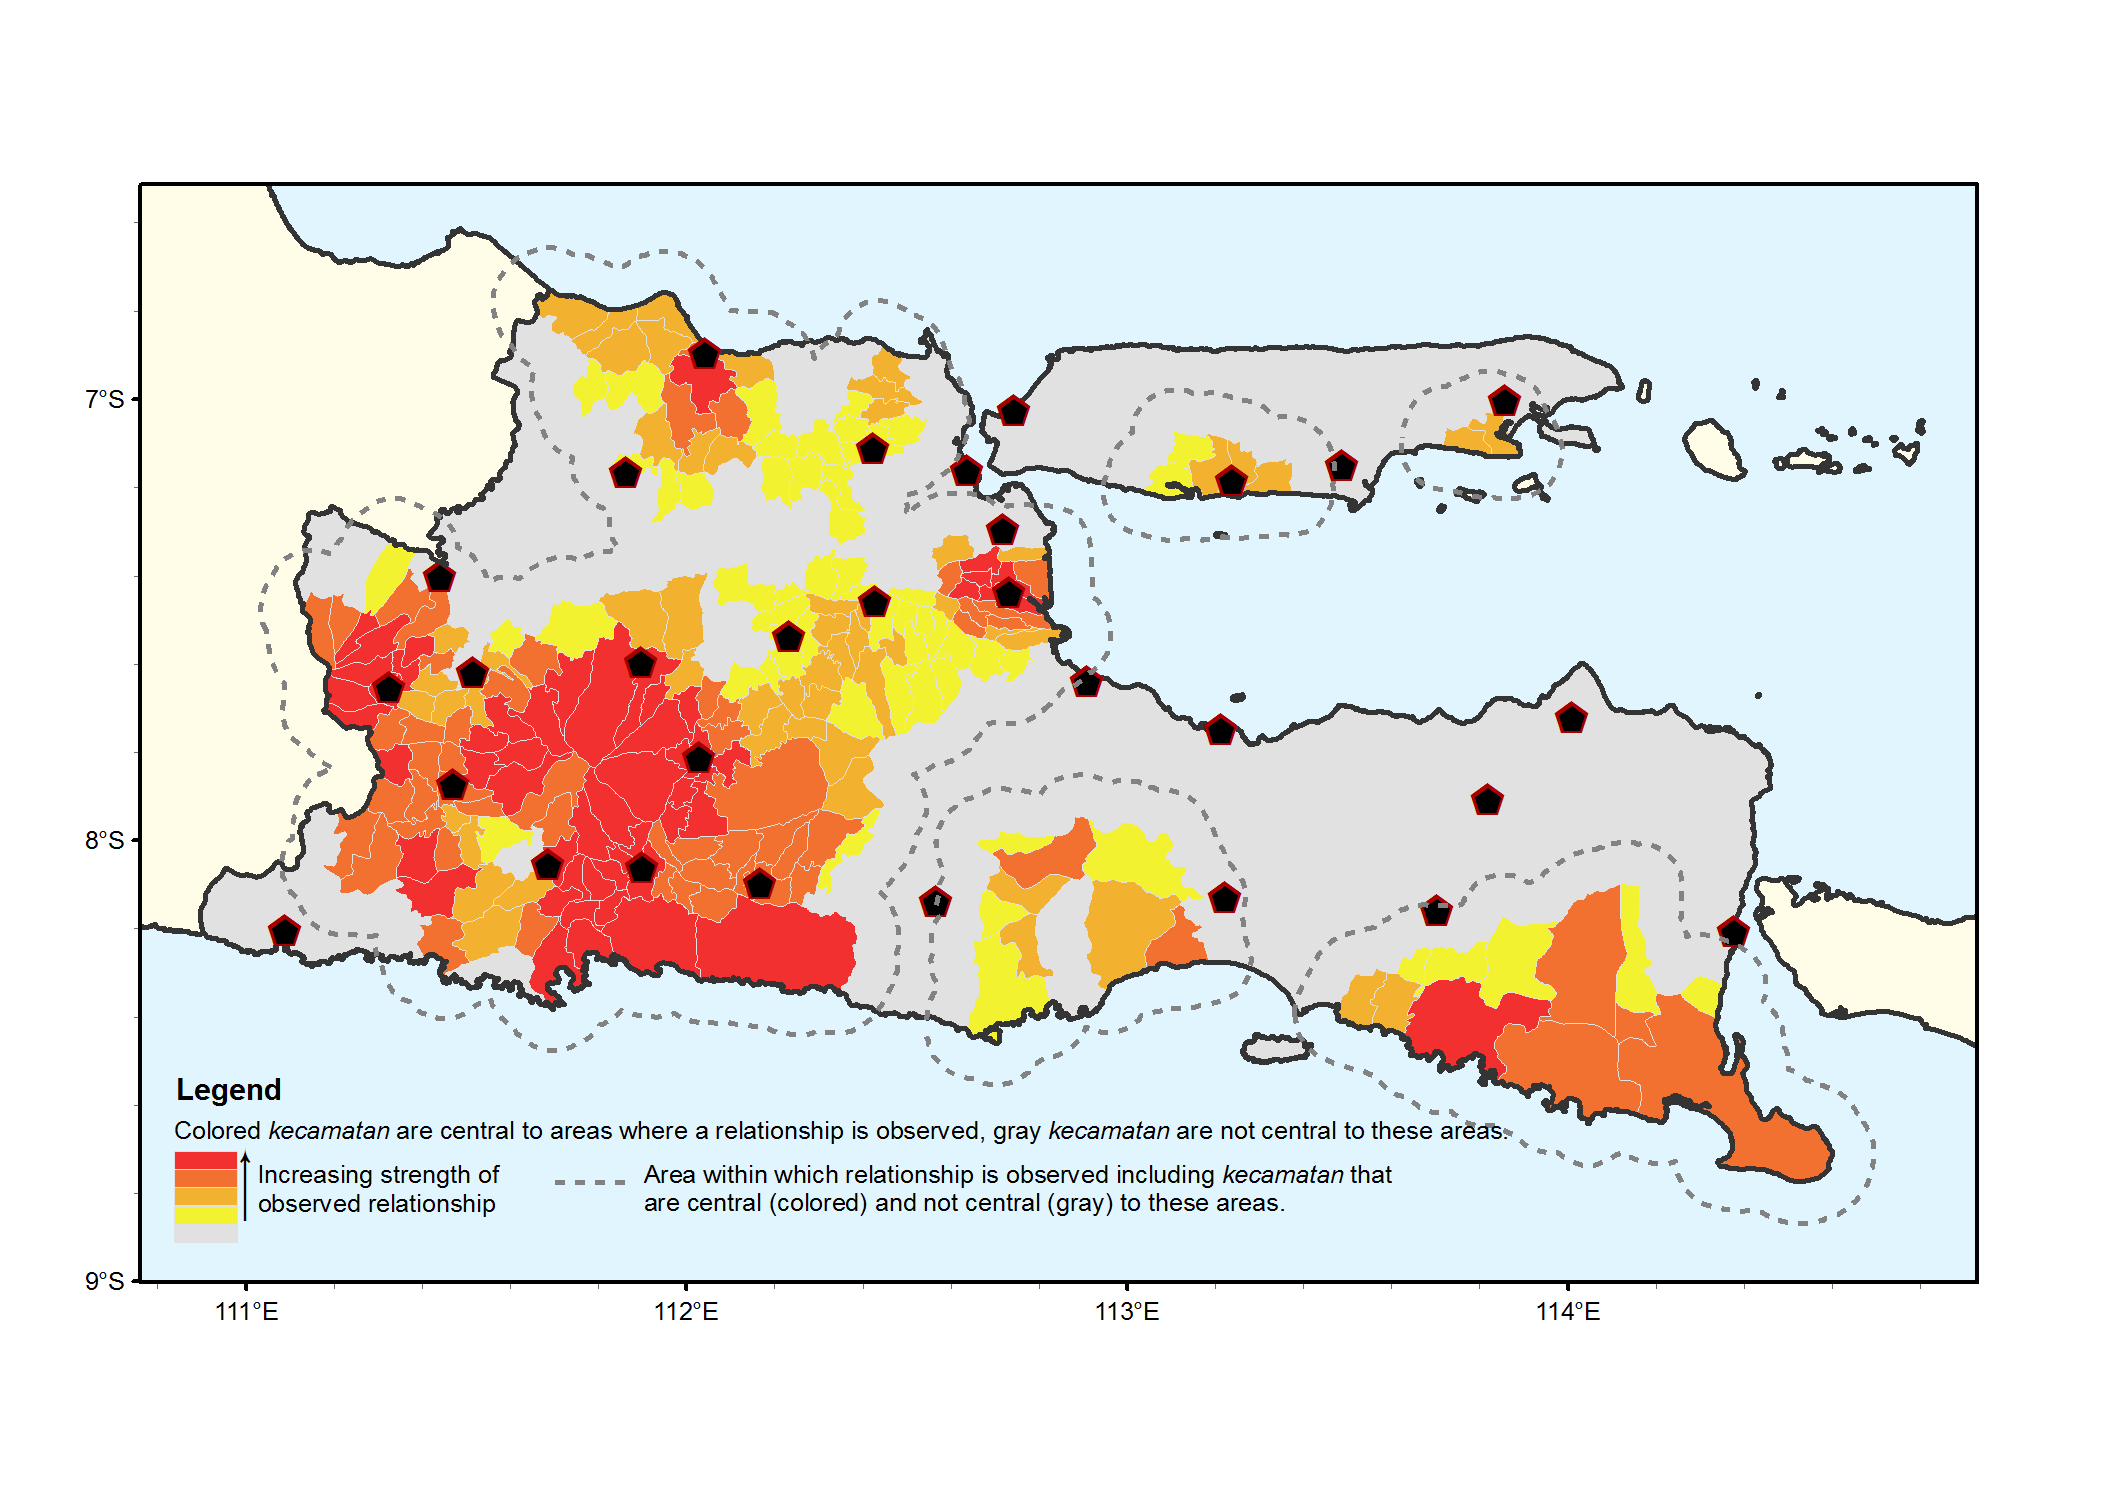 7°S
8°S
9°S
111°E
112°E
113°E
114°E
Legend
Colored kecamatan are central to areas where a relationship is observed, gray kecamatan are not central to these areas.
Increasing strength of
observed relationship
Area within which relationship is observed including kecamatan that
are central (colored) and not central (gray) to these areas.